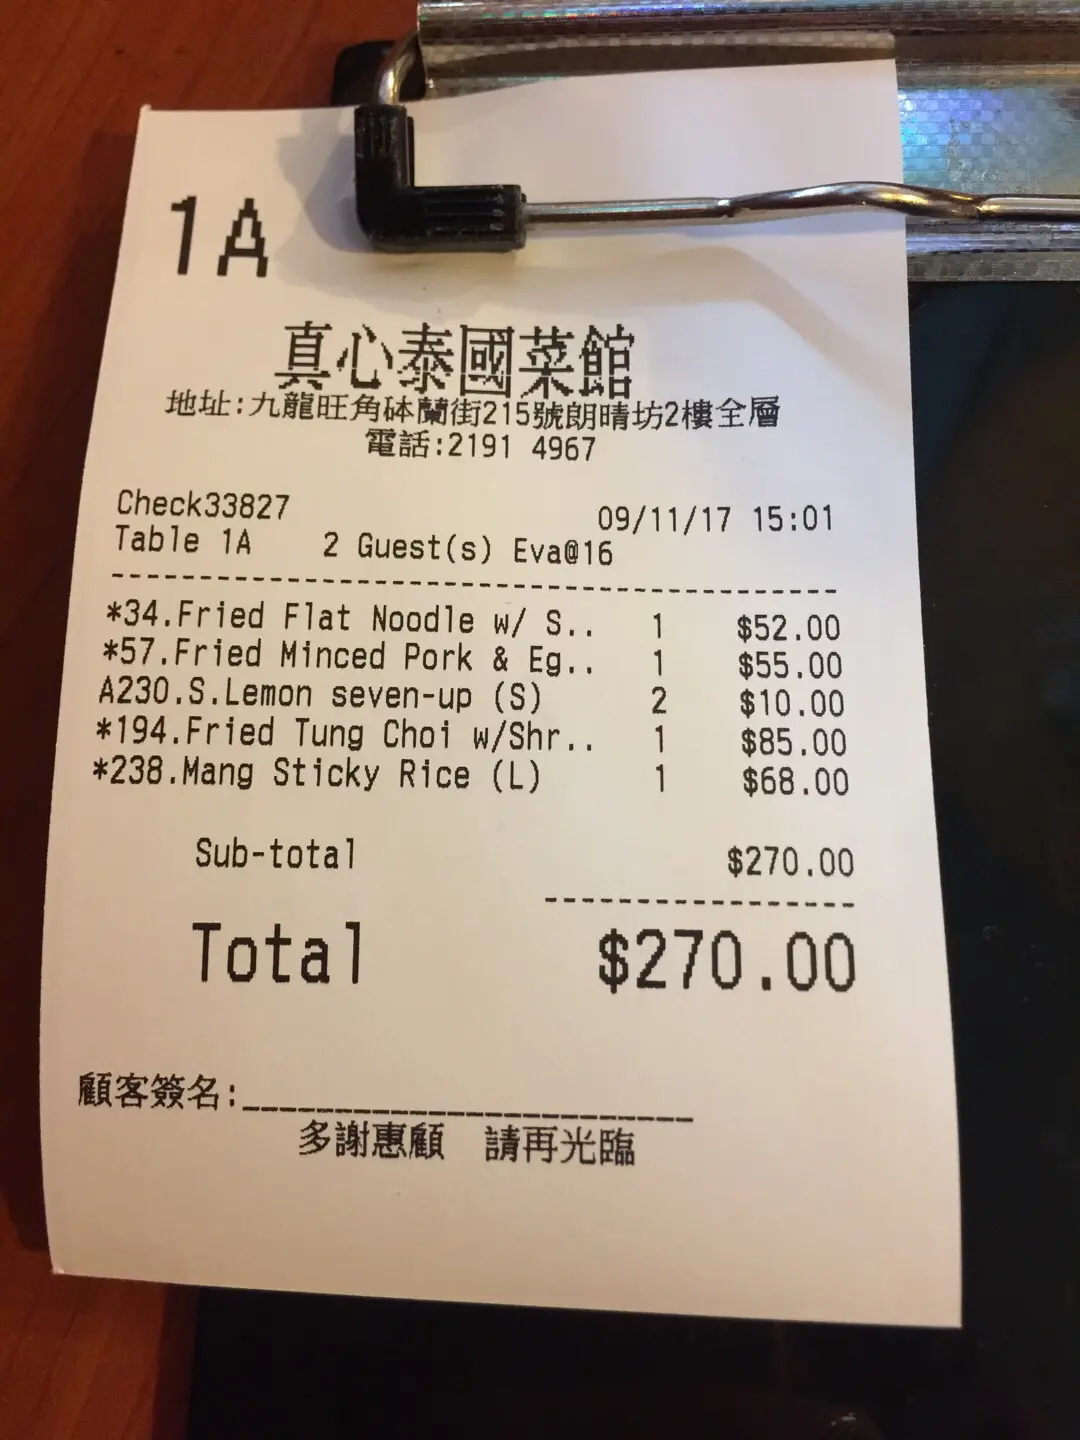 1A
真心泰國菜館
地址:九龍旺角砵蘭街215號朗晴坊2樓全層
電話:2191 4967
Check33827 09/11/17 15:01
Table 1A 2 Guest(s) Eva@16
*34.Fried Flat Noodle w/ S.. 1 $52.00
*57.Fried Minced Pork & Eg.. 1 $55.00
A230.S.Lemon seven-up (S) 2 $10.00
*194.Fried Tung Choi w/Shr.. 1 $85.00
*238.Mang Sticky Rice (L) 1 $68.00
Sub-total $270.00
Total $270.00
顧客簽名:
多謝惠顧 請再光臨